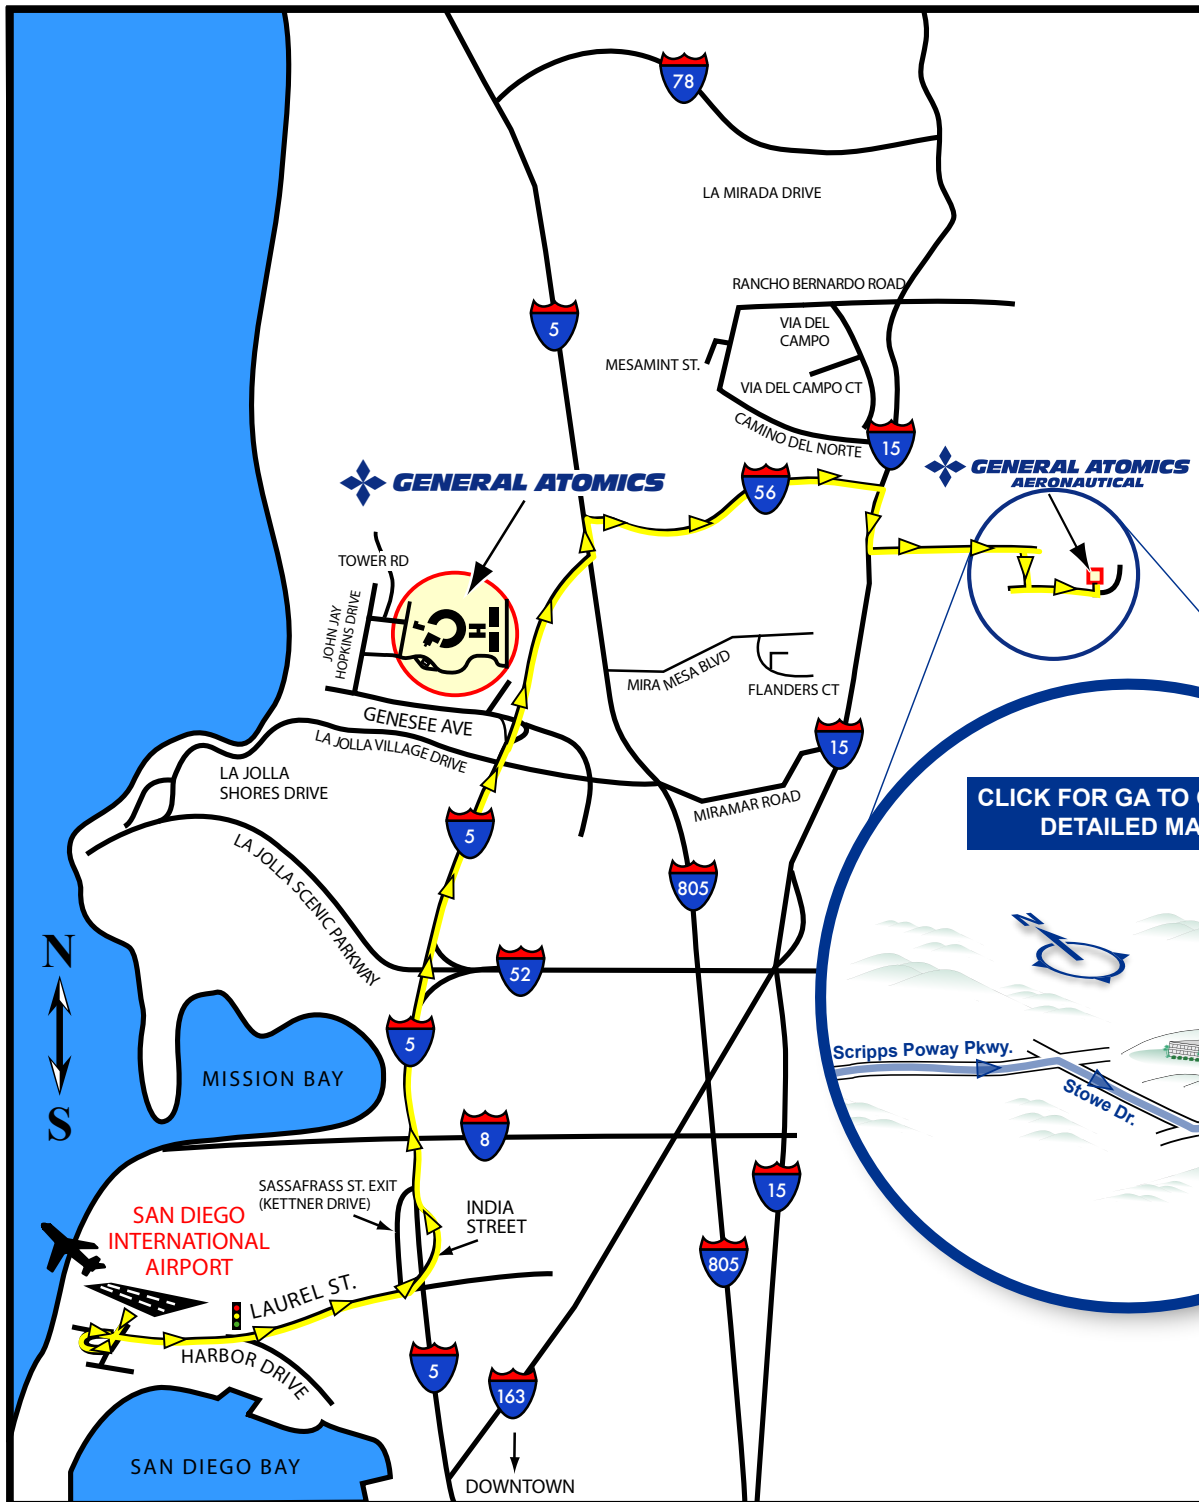 78
LA MIRADA DRIVE
RANCHO BERNARDO ROAD
VIA DEL
CAMPO
5
MESAMINT ST.
VIA DEL CAMPO CT
CAMINO DEL NORTE
15
GENERAL ATOMICS
56
GENERAL ATOMICS
AERONAUTICAL
TOWER RD
JOHN JAY
HOPKINS DRIVE
MIRA MESA BLVD
FLANDERS CT
GENESEE AVE
LA JOLLA VILLAGE DRIVE
15
LA JOLLA
SHORES DRIVE
MIRAMAR ROAD
CLICK FOR GA TO
DETAILED MA
5
LA JOLLA SCENIC PARKWAY
805
N
N
52
5
Scripps Poway Pkwy.
MISSION BAY
Stowe Dr.
S
8
SASSAFRASS ST. EXIT
(KETTNER DRIVE)
INDIA
STREET
15
SAN DIEGO
INTERNATIONAL
AIRPORT
805
LAUREL ST.
HARBOR DRIVE
5
163
SAN DIEGO BAY
DOWNTOWN